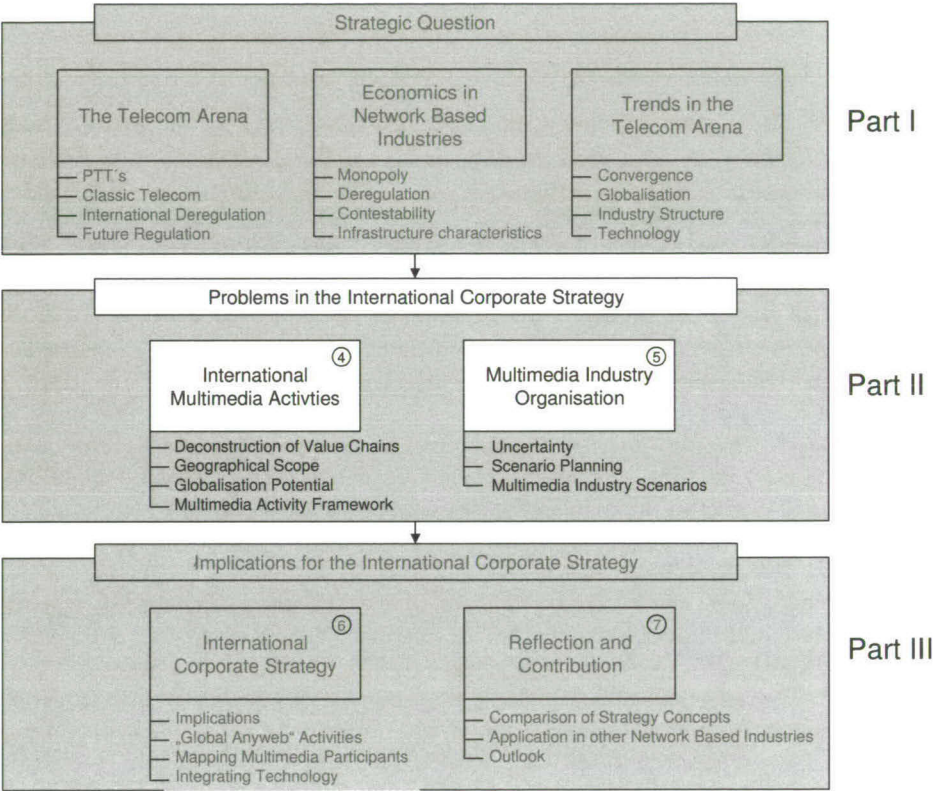 Strategic Question
The Telecom Arena
PTT´s
Classic Telecom
International Deregulation
Future Regulation
Economics in
Network Based
Industries
Monopoly
Deregulation
Contestability
Infrastructure characteristics
Trends in the
Telecom Arena
Convergence
Globalisation
Industry Structure
Technology
Part I
Problems in the International Corporate Strategy
④
International
Multimedia Activties
Deconstruction of Value Chains
Geographical Scope
Globalisation Potential
Multimedia Activity Framework
⑤
Multimedia Industry
Organisation
Uncertainty
Scenario Planning
Multimedia Industry Scenarios
Part II
Implications for the International Corporate Strategy
⑥
International
Corporate Strategy
Implications
„Global Anyweb“ Activities
Mapping Multimedia Participants
Integrating Technology
⑦
Reflection and
Contribution
Comparison of Strategy Concepts
Application in other Network Based Industries
Outlook
Part III